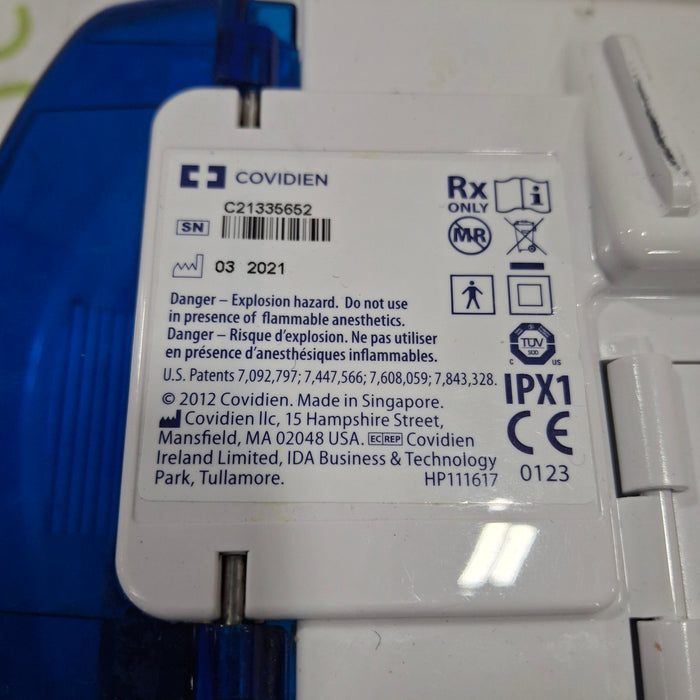 COVIDIEN
SN C21335652
03 2021
Rx
ONLY
MR
TÜV
SÜD
C US
Danger – Explosion hazard. Do not use
in presence of flammable anesthetics.
Danger – Risque d'explosion. Ne pas utiliser
en présence d'anesthésiques inflammables.
U.S. Patents 7,092,797; 7,447,566; 7,608,059; 7,843,328.
© 2012 Covidien. Made in Singapore.
Covidien llc, 15 Hampshire Street,
Mansfield, MA 02048 USA. EC REP Covidien
Ireland Limited, IDA Business & Technology
Park, Tullamore.
HP111617
IPX1
CE
0123